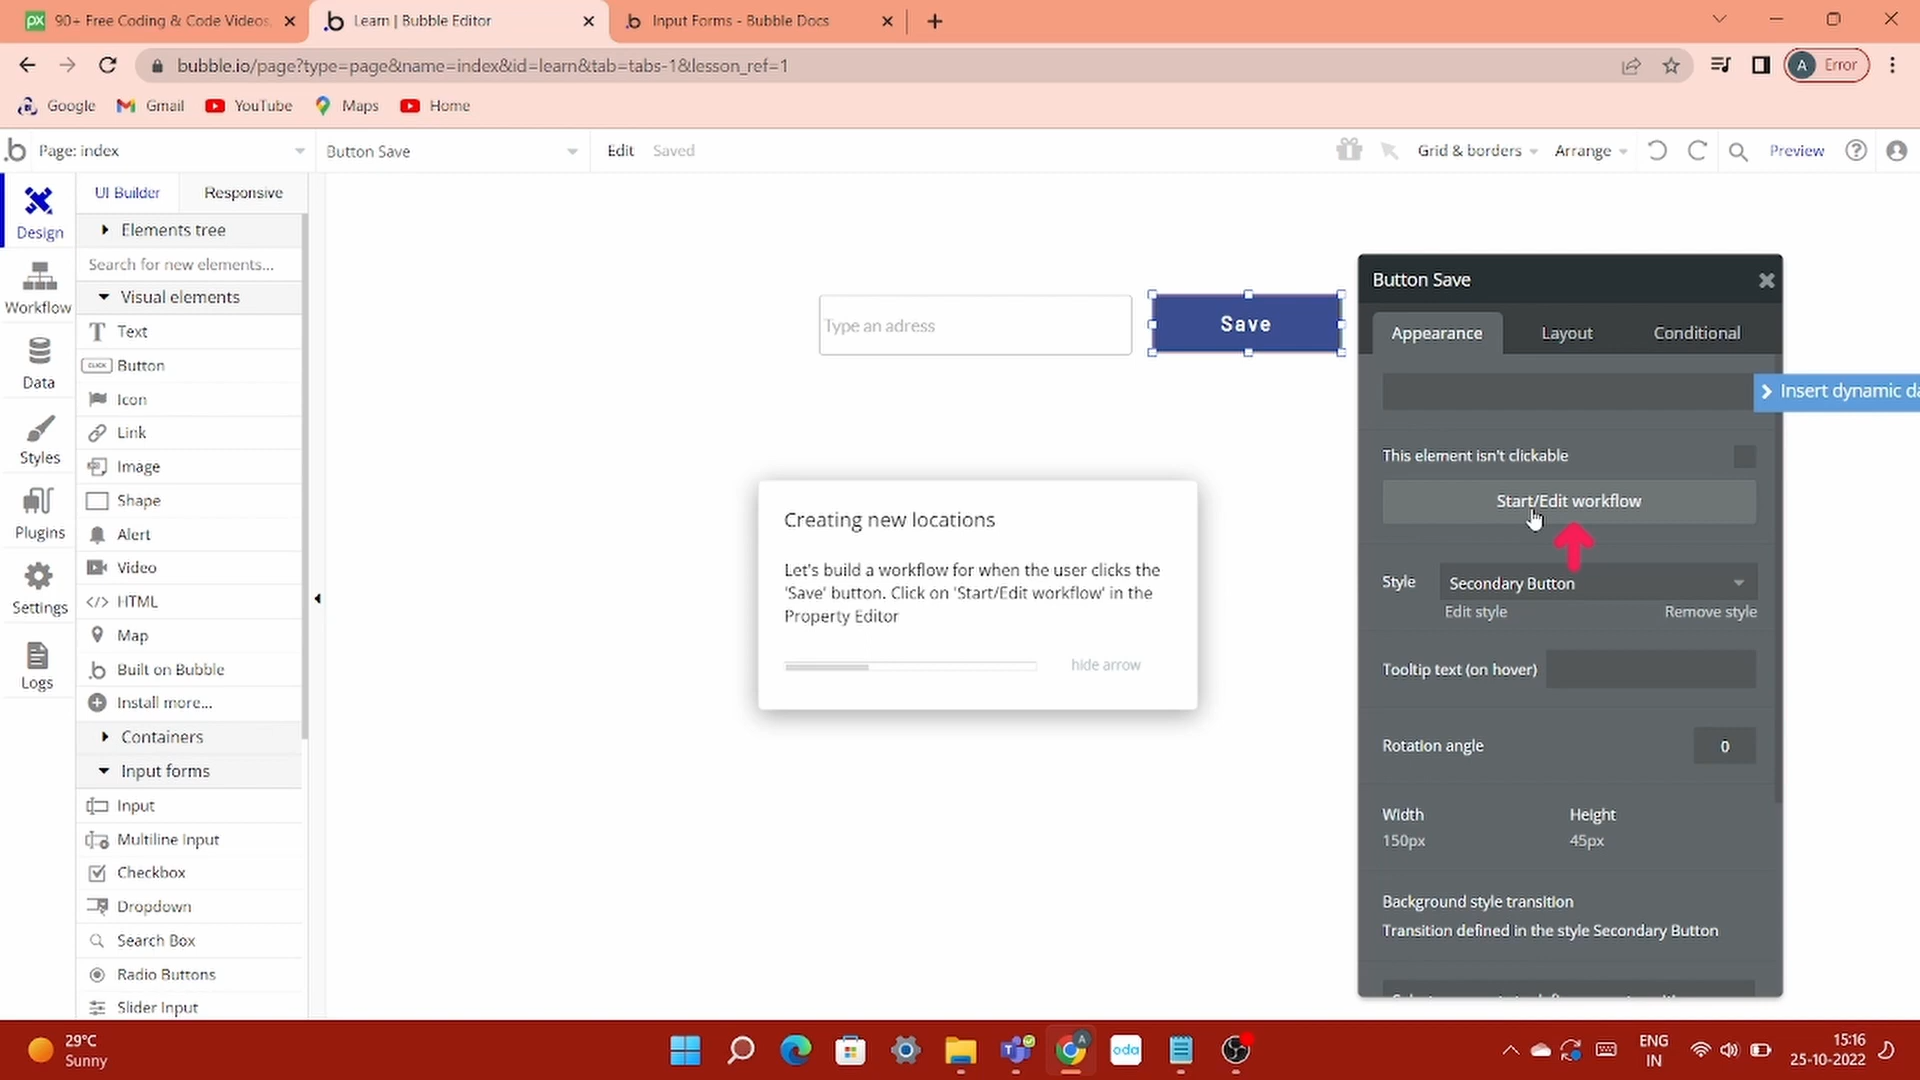 90+ Free Coding & Code Videos,
Learn | Bubble Editor
Input Forms - Bubble Docs
bubble.io/page?type=page&name=index&id=learn&tab=tabs-1&lesson_ref=1
A Error
Google
Gmail
YouTube
Maps
Home
Page: index
Button Save
Edit
Saved
Grid & borders
Arrange
Preview
UI Builder
Responsive
Design
Workflow
Data
Styles
Plugins
Settings
Logs
Elements tree
Search for new elements...
Visual elements
Text
CLICK Button
Icon
Link
Image
Shape
Alert
Video
</> HTML
Map
Built on Bubble
Install more...
Containers
Input forms
Input
Multiline Input
Checkbox
Dropdown
Search Box
Radio Buttons
Slider Input
Type an adress
Save
Creating new locations
Let's build a workflow for when the user clicks the
'Save' button. Click on 'Start/Edit workflow' in the
Property Editor
hide arrow
Button Save
Appearance
Layout
Conditional
Insert dynamic da
This element isn't clickable
Start/Edit workflow
Style
Secondary Button
Edit style
Remove style
Tooltip text (on hover)
Rotation angle
0
Width
Height
150px
45px
Background style transition
Transition defined in the style Secondary Button
29°C
Sunny
oda
ENG
IN
15:16
25-10-2022